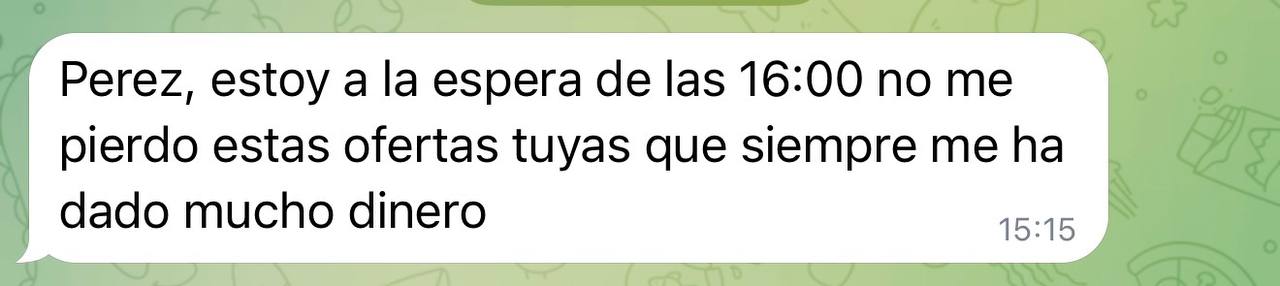 Perez, estoy a la espera de las 16:00 no me
pierdo estas ofertas tuyas que siempre me ha
dado mucho dinero
15:15